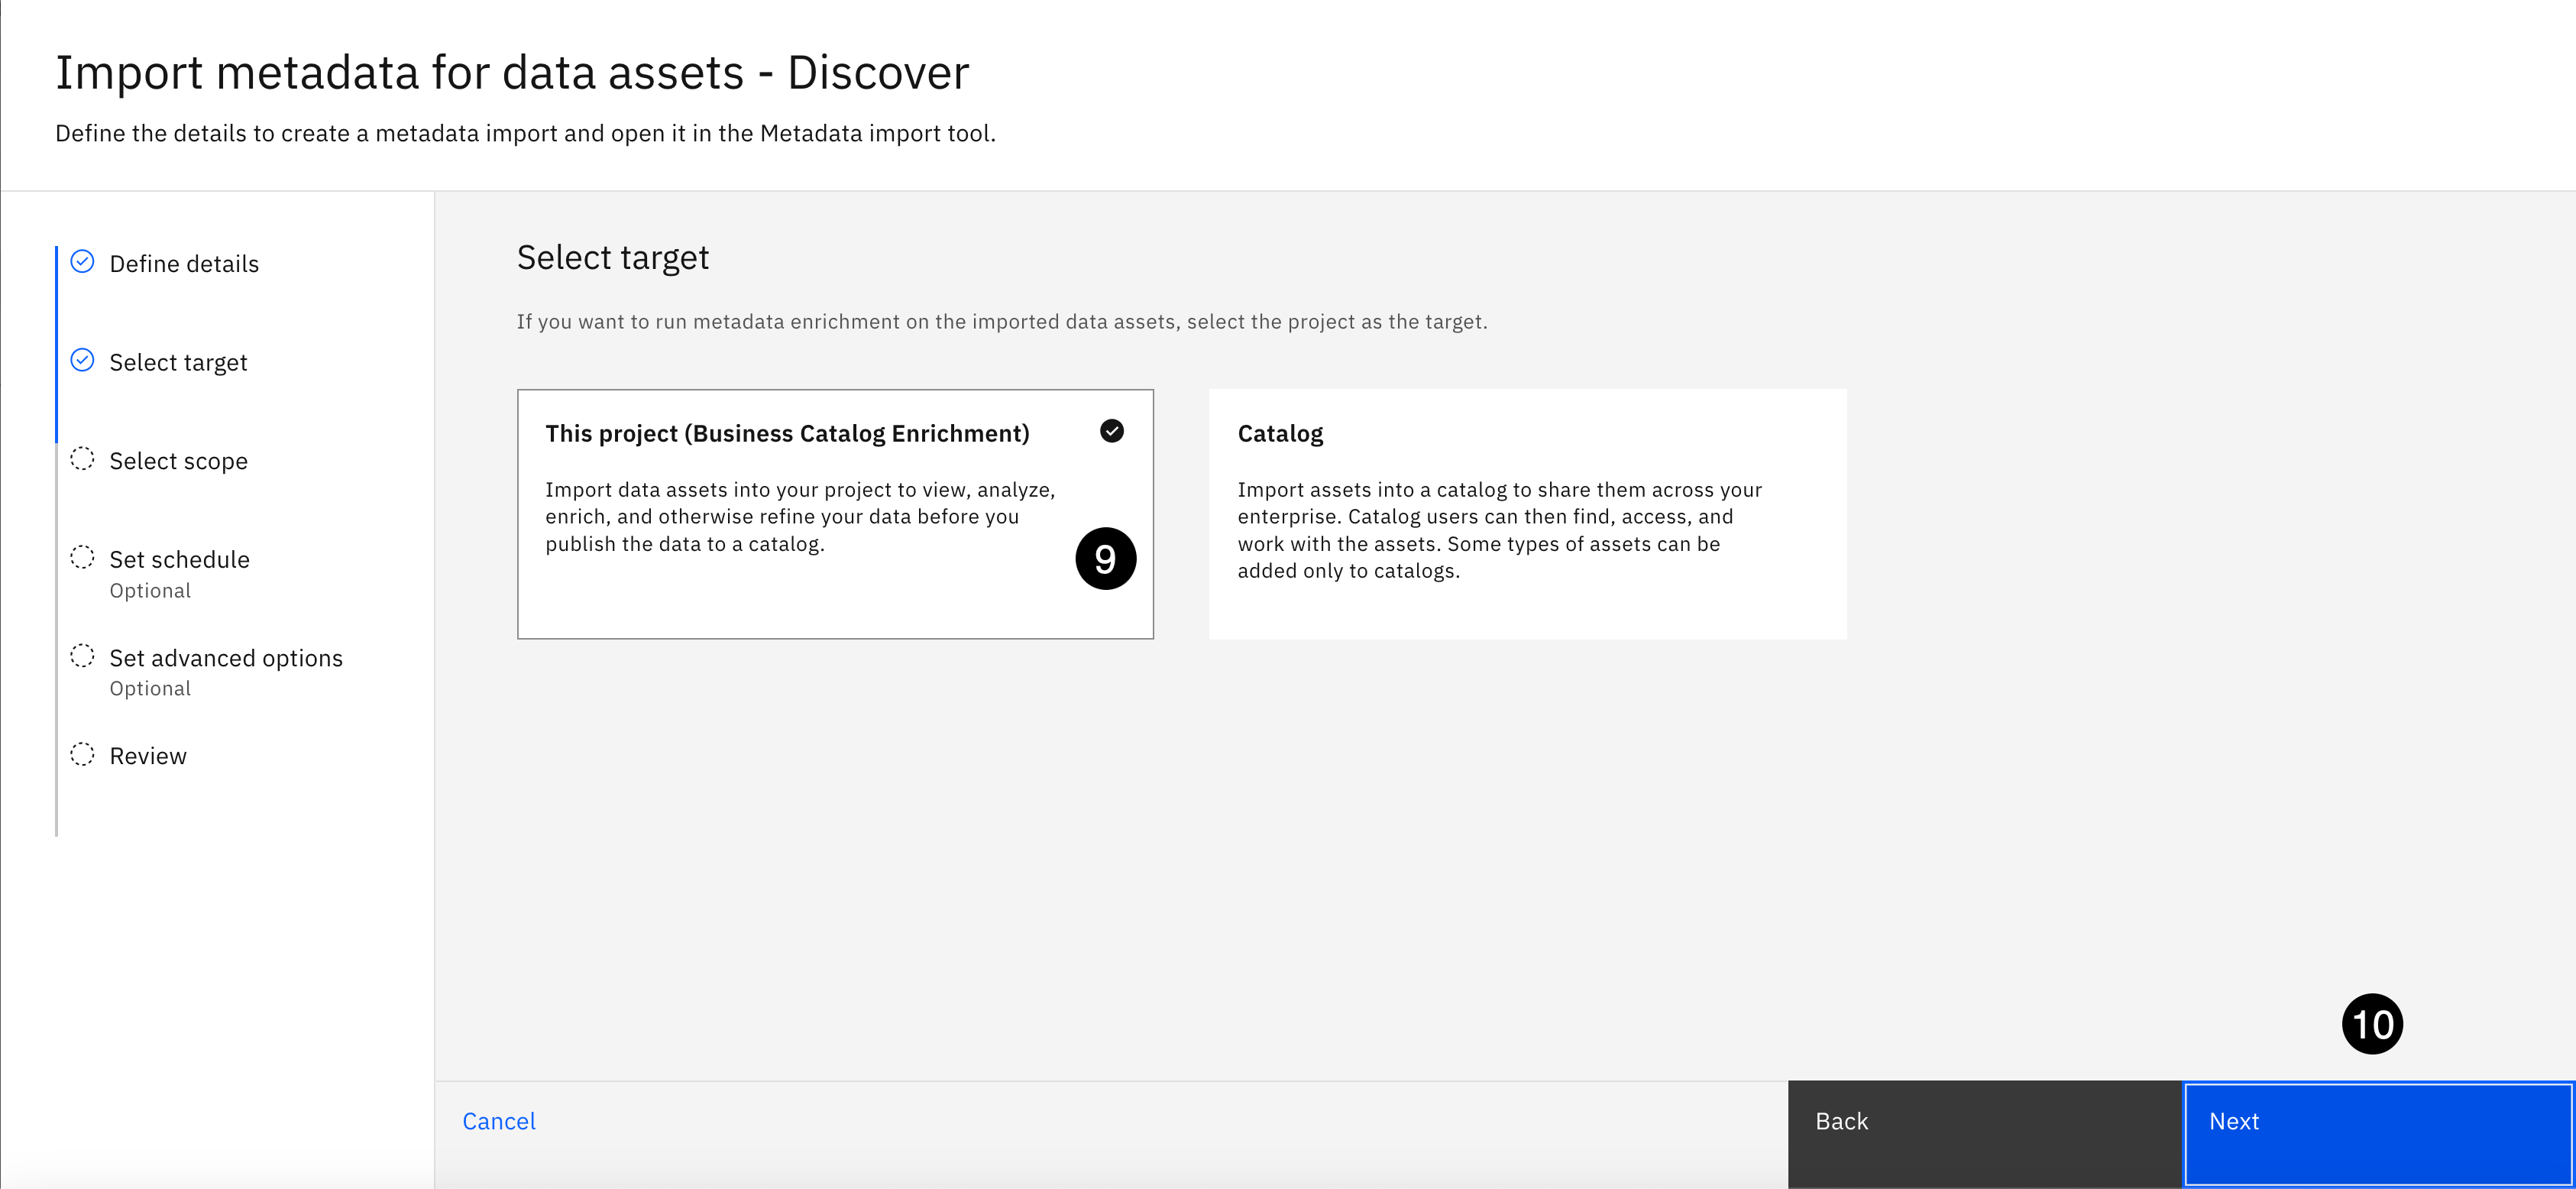 Import metadata for data assets - Discover
Define the details to create a metadata import and open it in the Metadata import tool.
Define details
Select target
Select scope
Set schedule
Optional
Set advanced options
Optional
Review
Select target
If you want to run metadata enrichment on the imported data assets, select the project as the target.
This project (Business Catalog Enrichment)
Import data assets into your project to view, analyze,
enrich, and otherwise refine your data before you
publish the data to a catalog.
9
Catalog
Import assets into a catalog to share them across your
enterprise. Catalog users can then find, access, and
work with the assets. Some types of assets can be
added only to catalogs.
10
Cancel
Back
Next